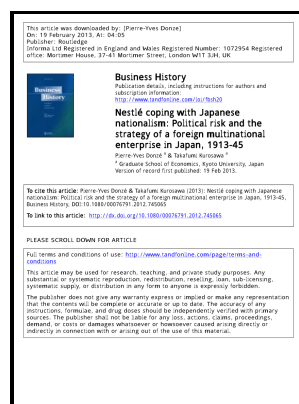 This article was downloaded by: [Pierre-Yves Donze]
On: 19 February 2013, At: 04:05
Publisher: Routledge
Informa Ltd Registered in England and Wales Registered Number: 1072954 Registered
office: Mortimer House, 37-41 Mortimer Street, London W1T 3JH, UK
Business History
Publication details, including instructions for authors and
subscription information:
http://www.tandfonline.com/loi/fbsh20
Nestlé coping with Japanese
nationalism: Political risk and the
strategy of a foreign multinational
enterprise in Japan, 1913-45
Pierre-Yves Donzé a & Takafumi Kurosawa a
a Graduate School of Economics, Kyoto University, Japan
Version of record first published: 19 Feb 2013.
To cite this article: Pierre-Yves Donzé & Takafumi Kurosawa (2013): Nestlé coping with Japanese
nationalism: Political risk and the strategy of a foreign multinational enterprise in Japan, 1913-45,
Business History, DOI:10.1080/00076791.2012.745065
To link to this article: http://dx.doi.org/10.1080/00076791.2012.745065
PLEASE SCROLL DOWN FOR ARTICLE
Full terms and conditions of use: http://www.tandfonline.com/page/terms-and-
conditions
This article may be used for research, teaching, and private study purposes. Any
substantial or systematic reproduction, redistribution, reselling, loan, sub-licensing,
systematic supply, or distribution in any form to anyone is expressly forbidden.
The publisher does not give any warranty express or implied or make any representation
that the contents will be complete or accurate or up to date. The accuracy of any
instructions, formulae, and drug doses should be independently verified with primary
sources. The publisher shall not be liable for any loss, actions, claims, proceedings,
demand, or costs or damages whatsoever or howsoever caused arising directly or
indirectly in connection with or arising out of the use of this material.